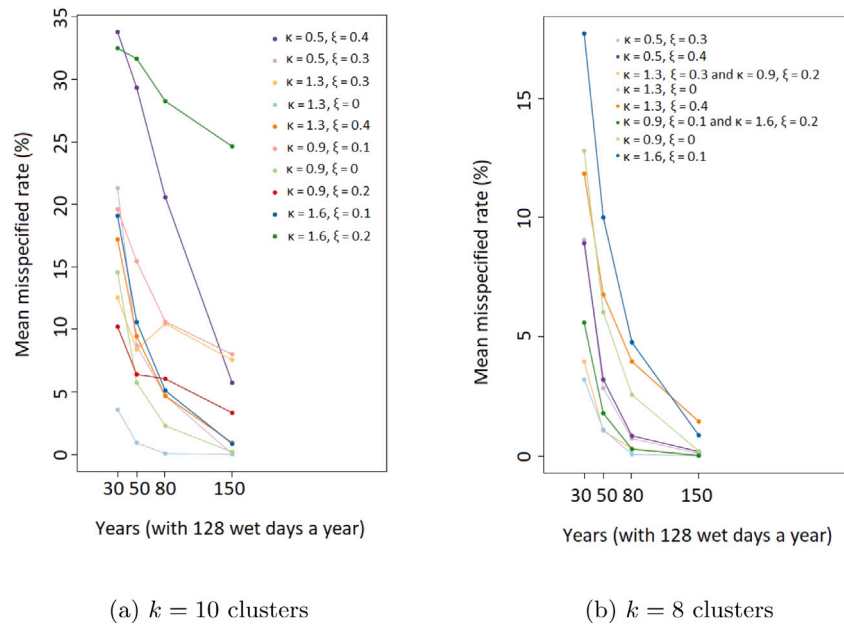 Mean misspecified rate (%)
35
30
25
20
15
10
5
0
κ = 0.5, ξ = 0.4
κ = 0.5, ξ = 0.3
κ = 1.3, ξ = 0.3
κ = 1.3, ξ = 0
κ = 1.3, ξ = 0.4
κ = 0.9, ξ = 0.1
κ = 0.9, ξ = 0
κ = 0.9, ξ = 0.2
κ = 1.6, ξ = 0.1
κ = 1.6, ξ = 0.2
30 50 80 150
Years (with 128 wet days a year)
(a) k = 10 clusters
Mean misspecified rate (%)
15
10
5
0
κ = 0.5, ξ = 0.3
κ = 0.5, ξ = 0.4
κ = 1.3, ξ = 0.3 and κ = 0.9, ξ = 0.2
κ = 1.3, ξ = 0
κ = 1.3, ξ = 0.4
κ = 0.9, ξ = 0.1 and κ = 1.6, ξ = 0.2
κ = 0.9, ξ = 0
κ = 1.6, ξ = 0.1
30 50 80 150
Years (with 128 wet days a year)
(b) k = 8 clusters